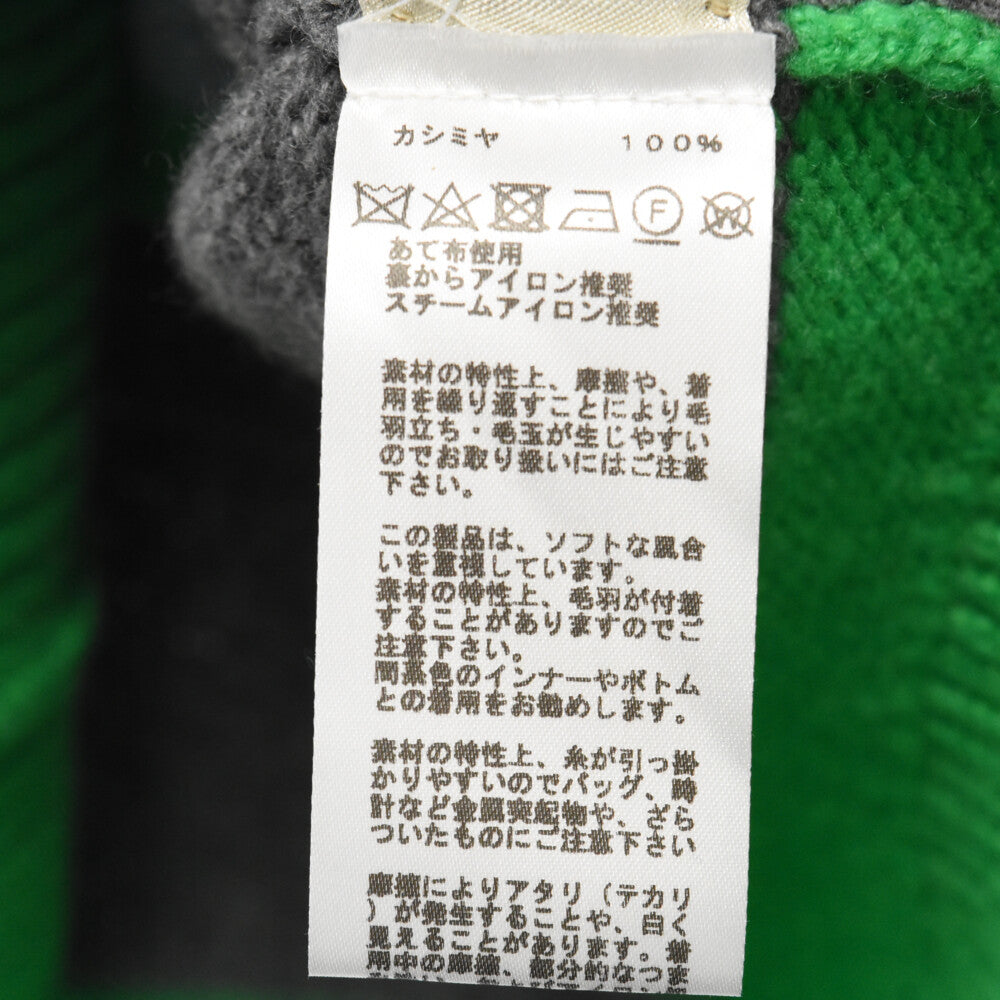 カシミヤ 100%
F W
あて布使用
裏からアイロン推奨
スチームアイロン推奨
素材の特性上、摩擦や、着
用を繰り返すことにより毛
羽立ち・毛玉が生じやすい
のでお取り扱いにはご注意
下さい。
この製品は、ソフトな風合
いを重視しています。
素材の特性上、毛羽が付着
することがありますのでご
注意下さい。
同系色のインナーやボトム
との着用をお勧めします。
素材の特性上、糸が引っ掛
かりやすいのでバッグ、時
計など金属突起物や、ざら
ついたものにご注意下さい
摩擦によりアタリ(テカリ
)が発生することや、白く
見えることがあります。着
用中の摩擦、部分的なつま